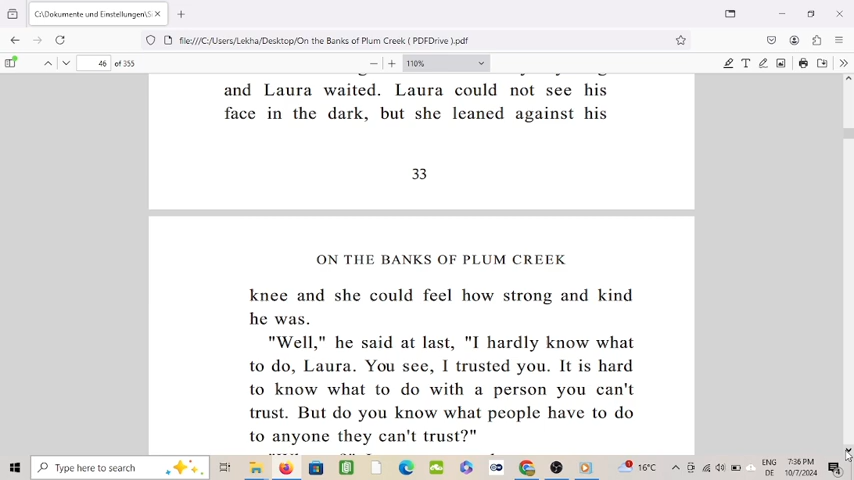 C:\Dokumente und Einstellungen\S
file:///C:/Users/Lekha/Desktop/On the Banks of Plum Creek ( PDFDrive ).pdf
46 of 355
110%
and Laura waited. Laura could not see his
face in the dark, but she leaned against his
33
ON THE BANKS OF PLUM CREEK
knee and she could feel how strong and kind
he was.
"Well," he said at last, "I hardly know what
to do, Laura. You see, I trusted you. It is hard
to know what to do with a person you can't
trust. But do you know what people have to do
to anyone they can't trust?"
Type here to search
16°C
ENG
DE
7:36 PM
10/7/2024
4